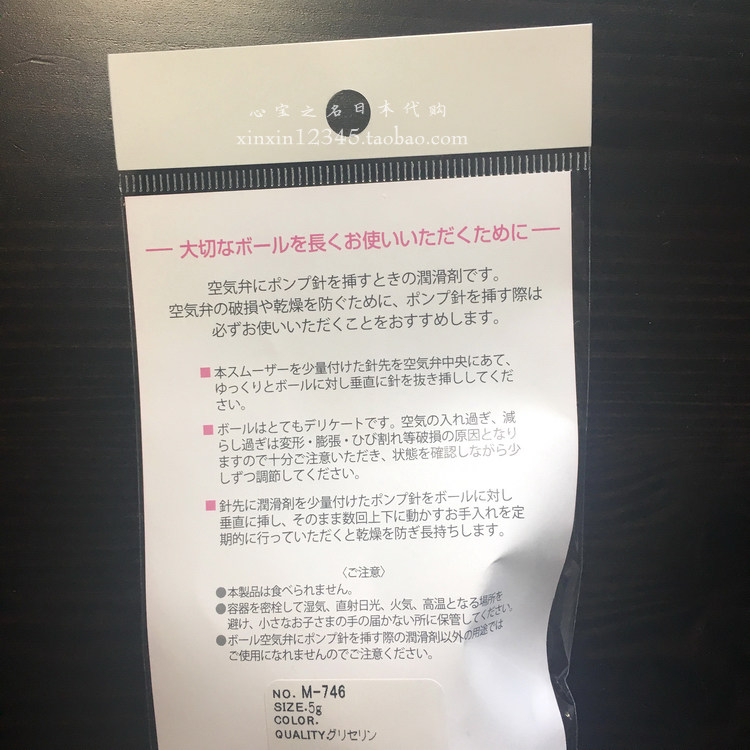 心宝之名日本代购
xinxin12345.taobao.com
大切なボールを長くお使いいただくために
空気弁にポンプ針を挿すときの潤滑剤です。
空気弁の破損や乾燥を防ぐために、ポンプ針を挿す際は
必ずお使いいただくことをおすすめします。
■本スムーザーを少量付けた針先を空気弁中央にあて、
ゆっくりとボールに対し垂直に針を抜き挿ししてくだ
さい。
■ボールはとてもデリケートです。空気の入れ過ぎ、減
らし過ぎは変形・膨張・ひび割れ等破損の原因となり
ますので十分ご注意いただき、状態を確認しながら少
しずつ調節してください。
■針先に潤滑剤を少量付けたポンプ針をボールに対し
垂直に挿し、そのまま数回上下に動かすお手入れを定
期的に行っていただくと乾燥を防ぎ長持ちします。
〈ご注意〉
●本製品は食べられません。
●容器を密栓して湿気、直射日光、火気、高温となる場所を
避け、小さなお子さまの手の届かない所に保管してください。
●ボール空気弁にポンプ針を挿す際の潤滑剤以外の用途では
ご使用になれませんのでご注意ください。
NO. M-746
SIZE.5g
COLOR.
QUALITY.グリセリン